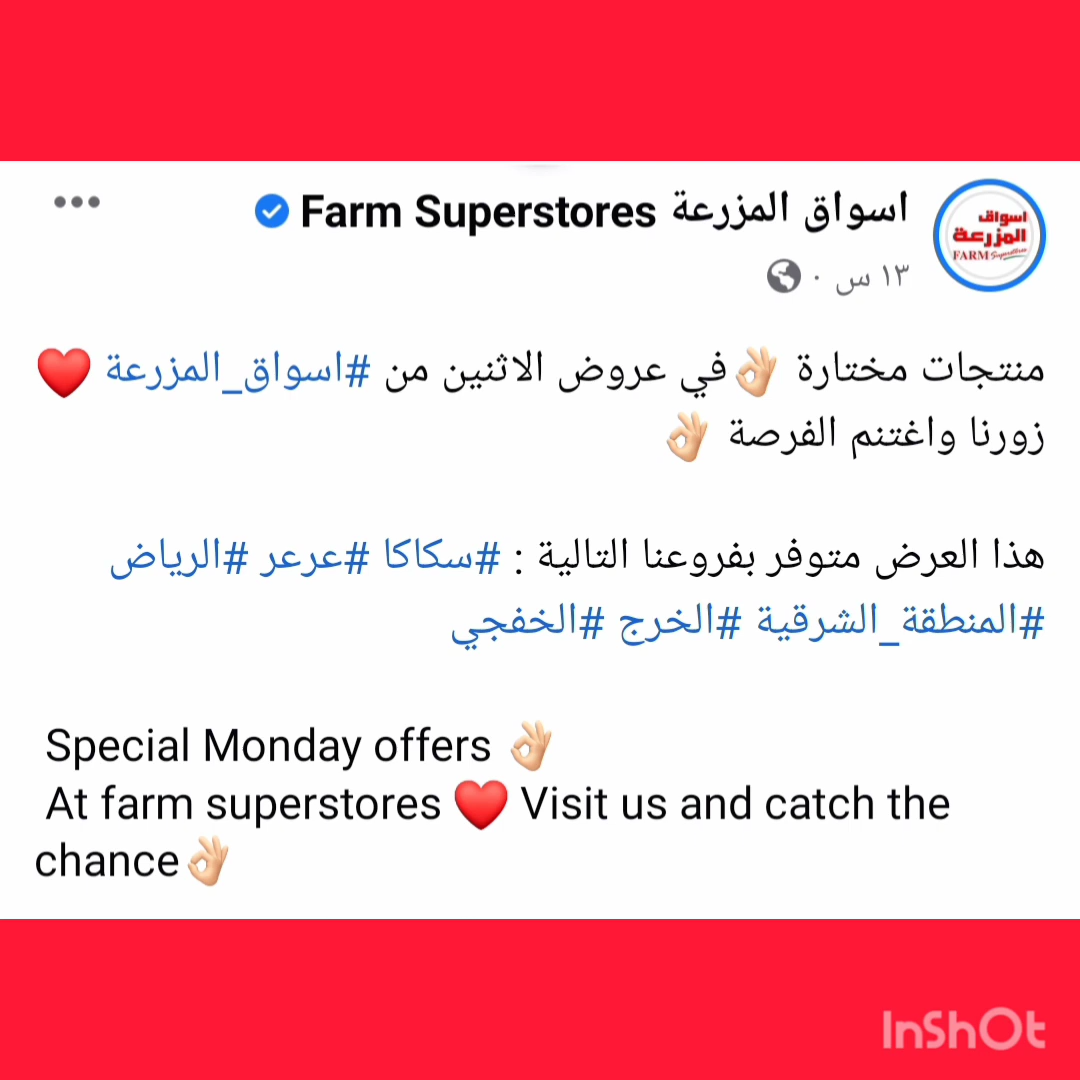 اسواق المزرعة Farm Superstores
اسواق
المزرعة
FARM Superstores
١٣ س ·
منتجات مختارة 👌🏻في عروض الاثنين من #اسواق_المزرعة ❤️
زورنا واغتنم الفرصة 👌🏻
هذا العرض متوفر بفروعنا التالية : #سكاكا #عرعر #الرياض
#المنطقة_الشرقية #الخرج #الخفجي
Special Monday offers 👌🏻
At farm superstores ❤️ Visit us and catch the
chance👌🏻
InShOt